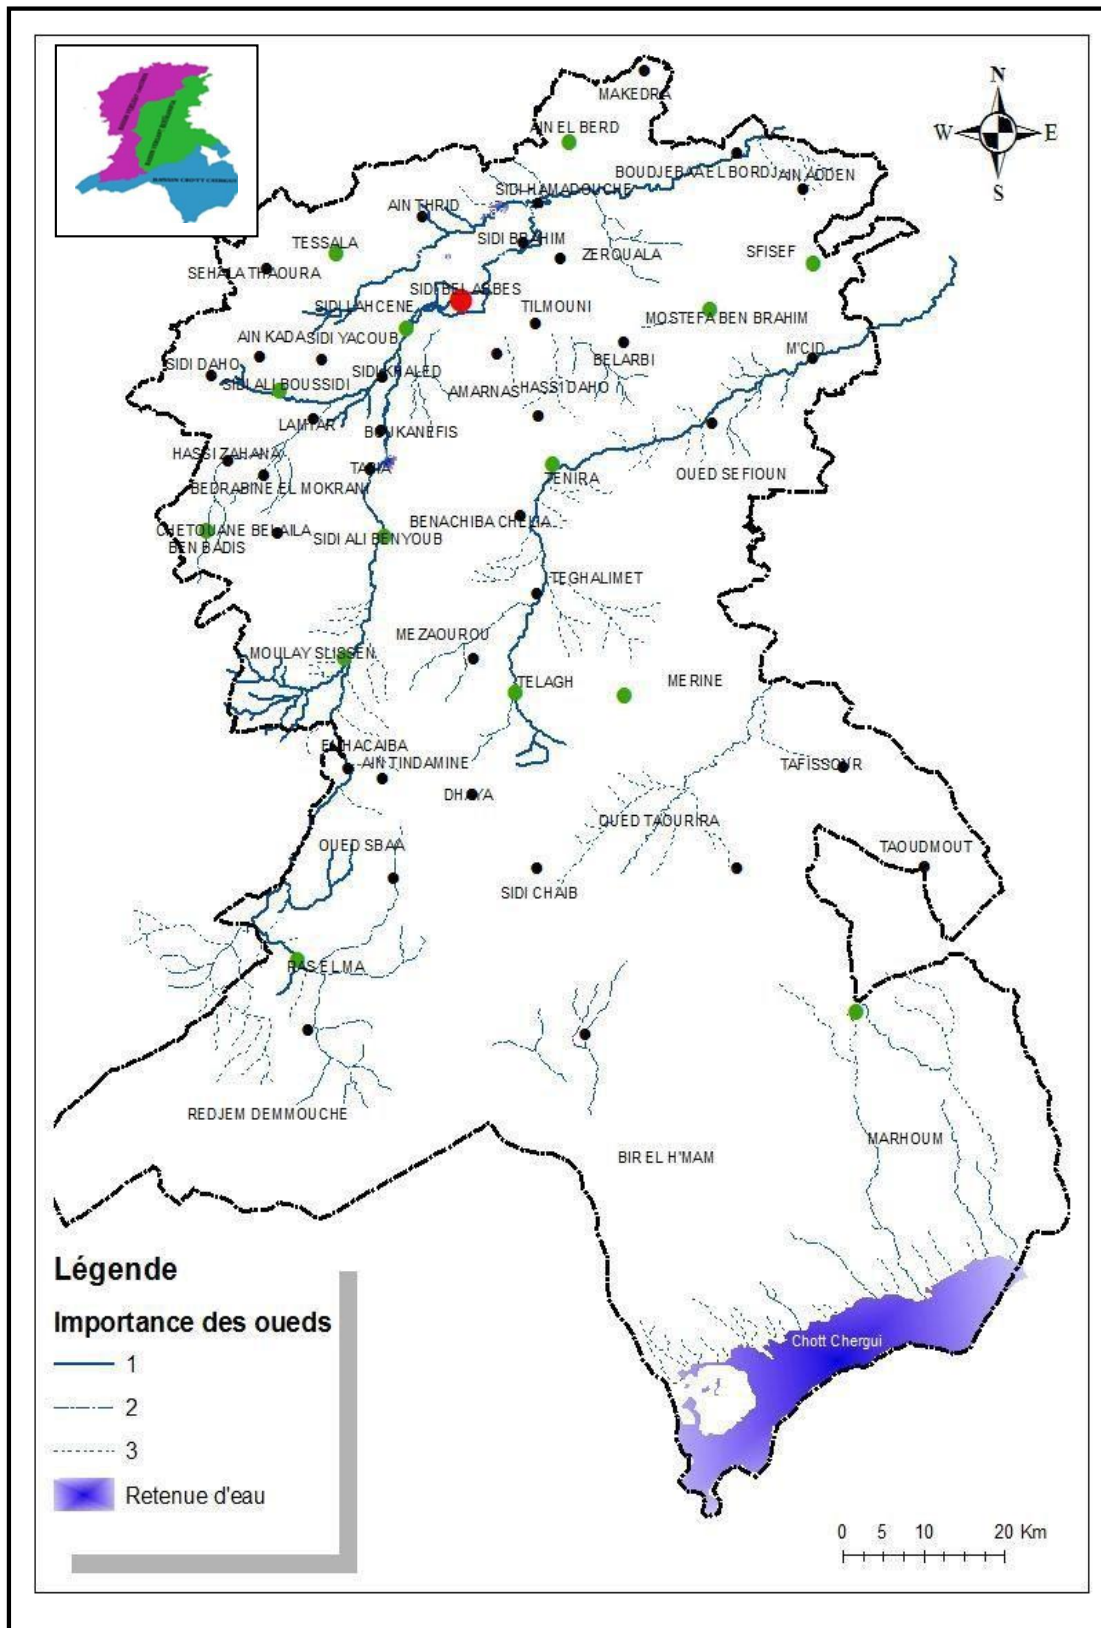 N
W
E
S
MAKEDRA
AIN EL BERD
BOUDJEBAA EL BORDJ
AIN ADDEN
SIDI HAMADOUCHE
AIN THRID
SIDI BRAHIM
TESSALA
ZEROUALA
SFISEF
SEHALA THAOURA
SIDI BEL ABBES
SIDI LAHCENE
TILMOUNI
MOSTEFA BEN BRAHIM
AIN KADA
SIDI YACOUB
BELARBI
M'CID
SIDI DAHO
SIDI KHALED
SIDI ALI BOUSSIDI
AMARNAS
HASSI DAHO
LAMTAR
BOUKANEFIS
HASSI ZAHANA
TABIA
TENIRA
OUED SEFIOUN
BEDRABINE EL MOKRANI
BENACHIBA CHELIA
CHETOUANE BELAILA
SIDI ALI BENYOUB
BEN BADIS
TEGHALIMET
MEZAOUROU
MOULAY SLISSEN
TELAGH
MERINE
EL HACAIBA
AIN TINDAMINE
TAFISSOUR
DHAYA
OUED TAOURIRA
OUED SBAA
TAOUDMOUT
SIDI CHAIB
RAS EL MA
REDJEM DEMMOUCHE
MARHOUM
BIR EL H'MAM
Chott Chergui
Légende
Importance des oueds
1
2
3
Retenue d'eau
0 5 10 20 Km